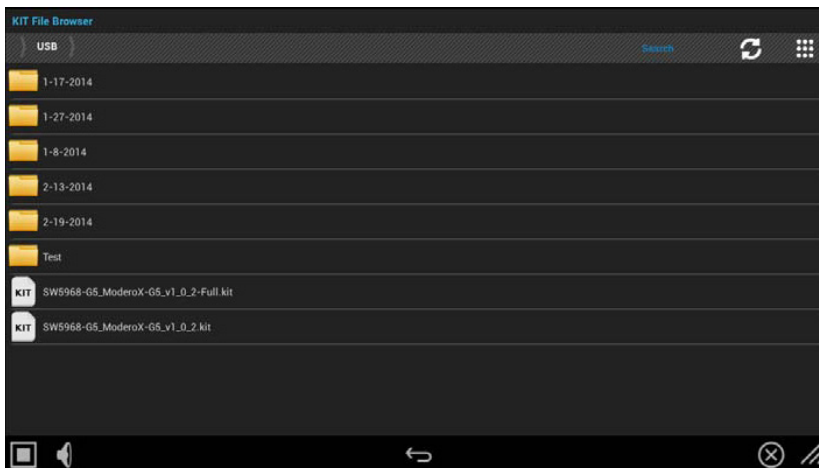 KIT File Browser
USB
Search
1-17-2014
1-27-2014
1-8-2014
2-13-2014
2-19-2014
Test
KIT SW5968-G5_ModeroX-G5_v1_0_2-Full.kit
KIT SW5968-G5_ModeroX-G5_v1_0_2.kit